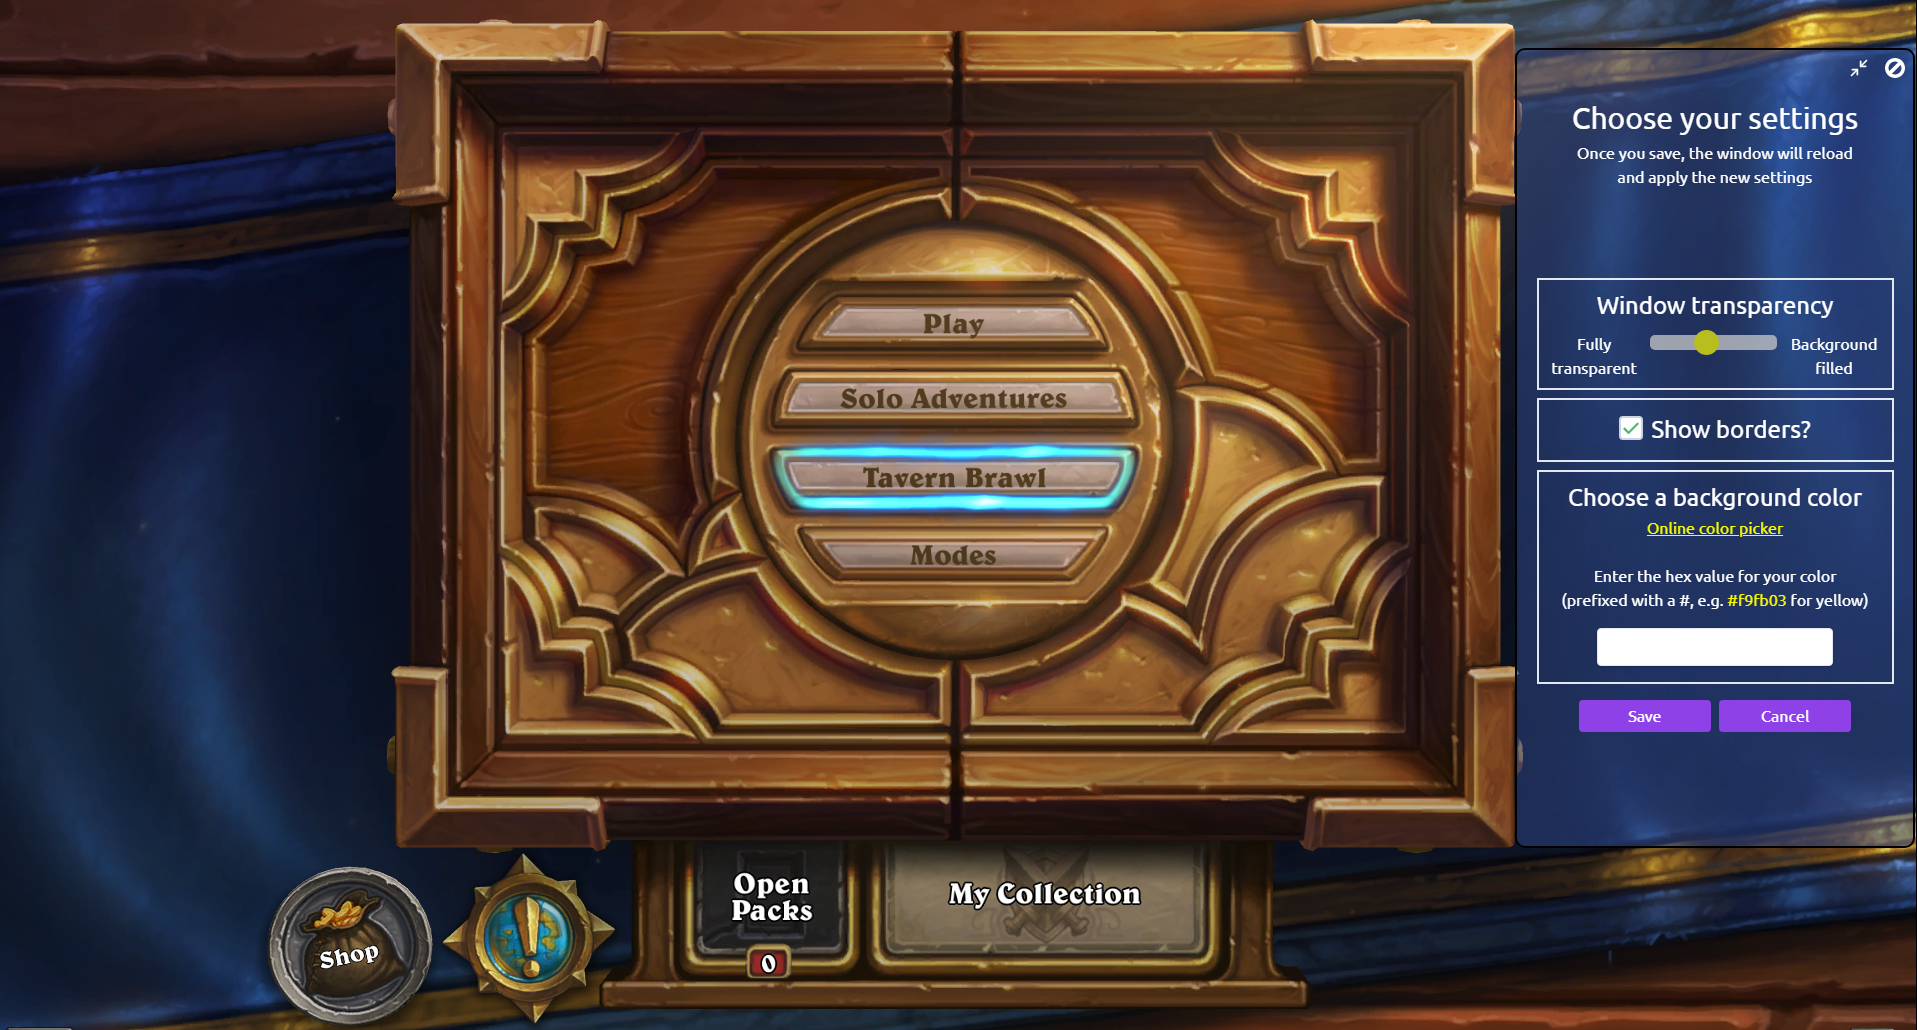 Play
Solo Adventures
Tavern Brawl
Modes
Open
Packs
0
My Collection
Shop
Choose your settings
Once you save, the window will reload
and apply the new settings
Window transparency
Fully
transparent
Background
filled
Show borders?
Choose a background color
Online color picker
Enter the hex value for your color
(prefixed with a #, e.g. #f9fb03 for yellow)
Save
Cancel